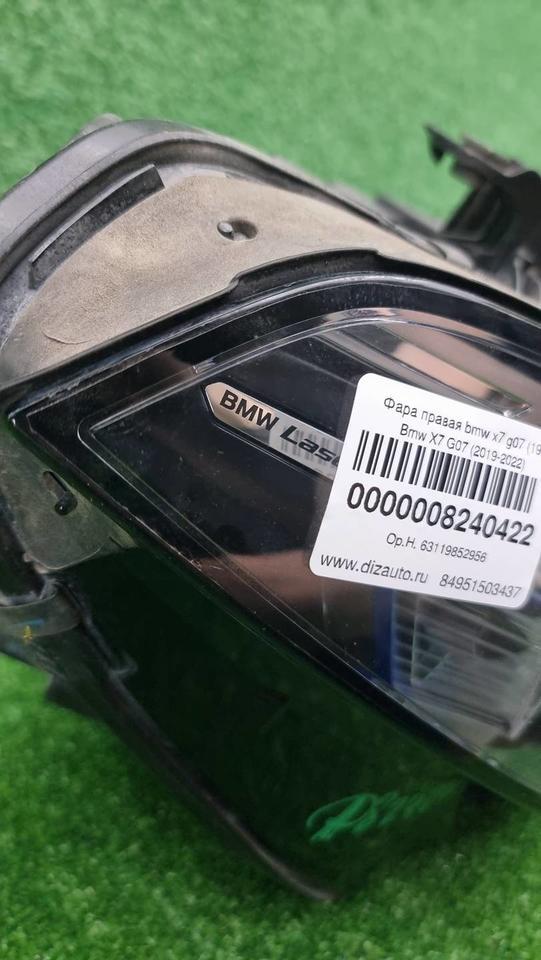 BMW Las
Фара правая bmw x7 g07 (19
Bmw X7 G07 (2019-2022)
0000008240422
Ор.Н. 63119852956
www.dizauto.ru 84951503437